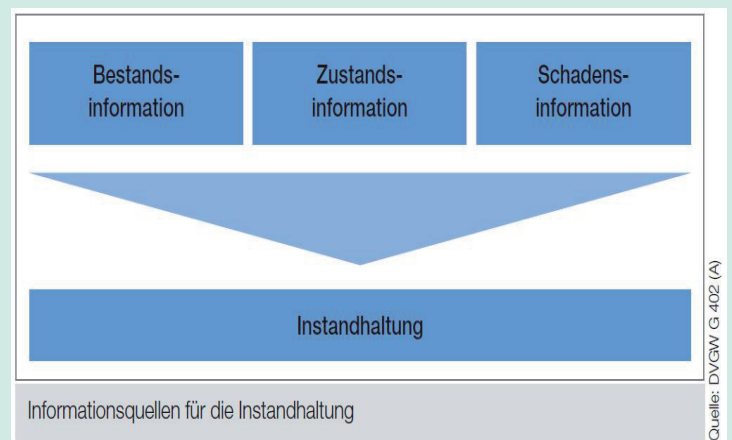 Bestands-
information
Zustands-
information
Schadens-
information
Instandhaltung
Informationsquellen für die Instandhaltung
Quelle: DVGW G 402 (A)